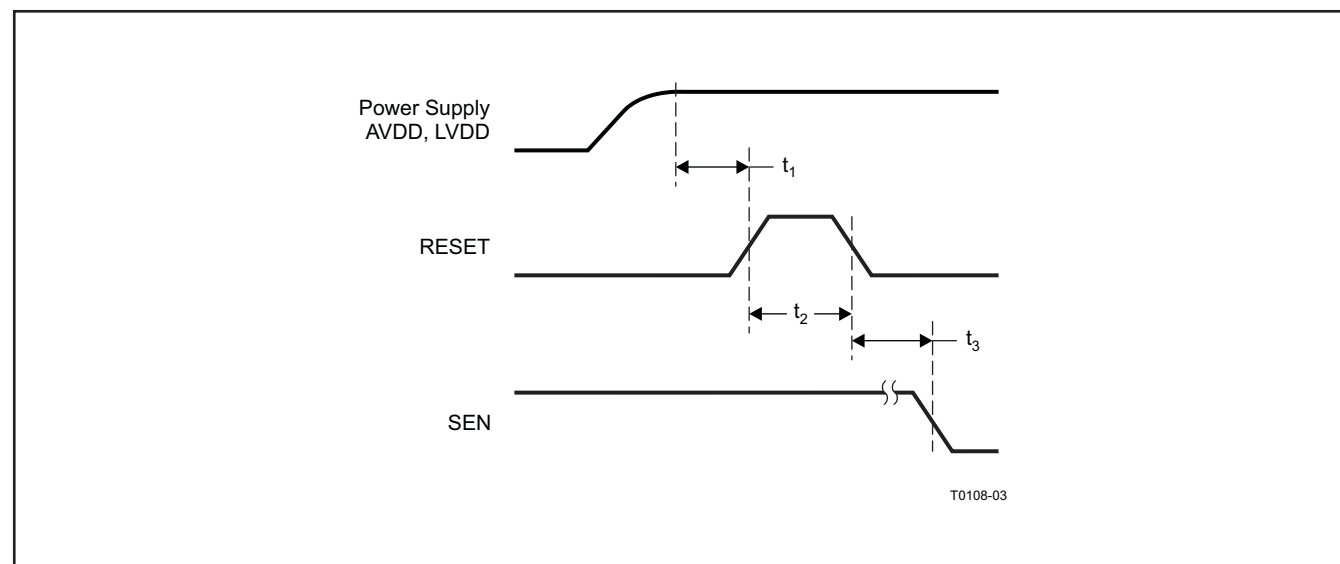 Power Supply
AVDD, LVDD
t1
RESET
t2
t3
SEN
T0108-03